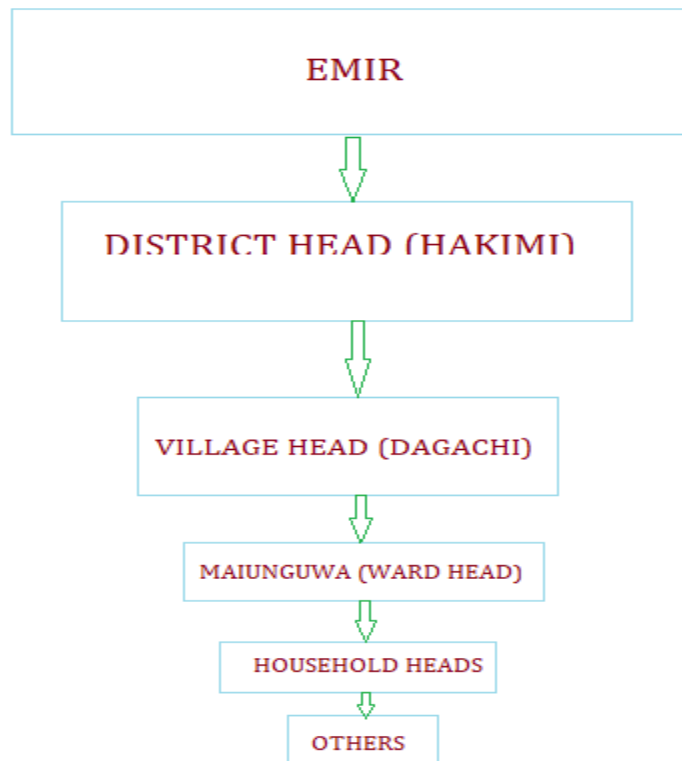 EMIR
DISTRICT HEAD (HAKIMI)
VILLAGE HEAD (DAGACHI)
MAIUNGUWA (WARD HEAD)
HOUSEHOLD HEADS
OTHERS